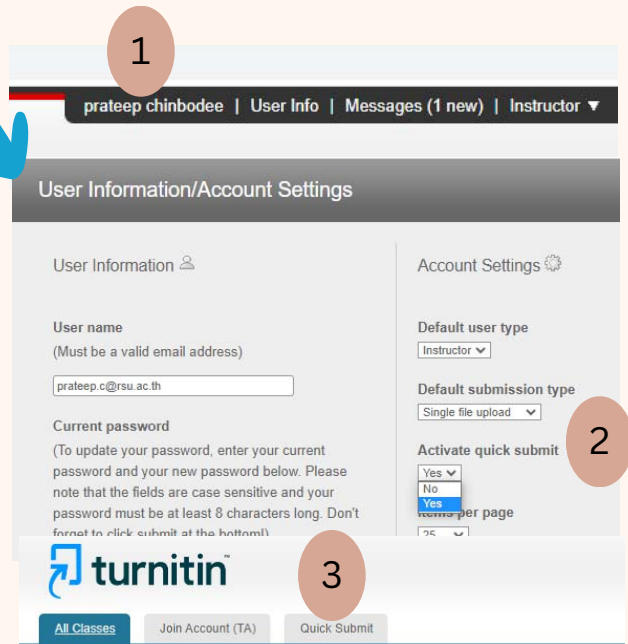 1
prateep chinbodee | User Info | Messages (1 new) | Instructor ▼
User Information/Account Settings
User Information
User name
(Must be a valid email address)
prateep.c@rsu.ac.th
Current password
(To update your password, enter your current
password and your new password below. Please
note that the fields are case sensitive and your
password must be at least 8 characters long. Don't
forget to click submit at the bottom!)
Account Settings
Default user type
Instructor
Default submission type
Single file upload
Activate quick submit
2
Yes
No
Yes
Items per page
25
turnitin
3
All Classes
Join Account (TA)
Quick Submit